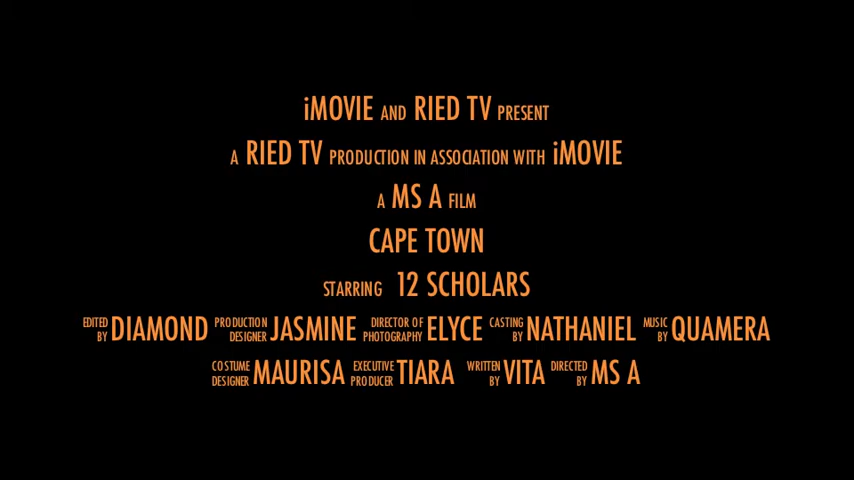 iMOVIE AND RIED TV PRESENT
A RIED TV PRODUCTION IN ASSOCIATION WITH iMOVIE
A MS A FILM
CAPE TOWN
STARRING 12 SCHOLARS
EDITED BY DIAMOND PRODUCTION DESIGNER JASMINE DIRECTOR OF PHOTOGRAPHY ELYCE CASTING BY NATHANIEL MUSIC BY QUAMERA
COSTUME DESIGNER MAURISA EXECUTIVE PRODUCER TIARA WRITTEN BY VITA DIRECTED BY MS A